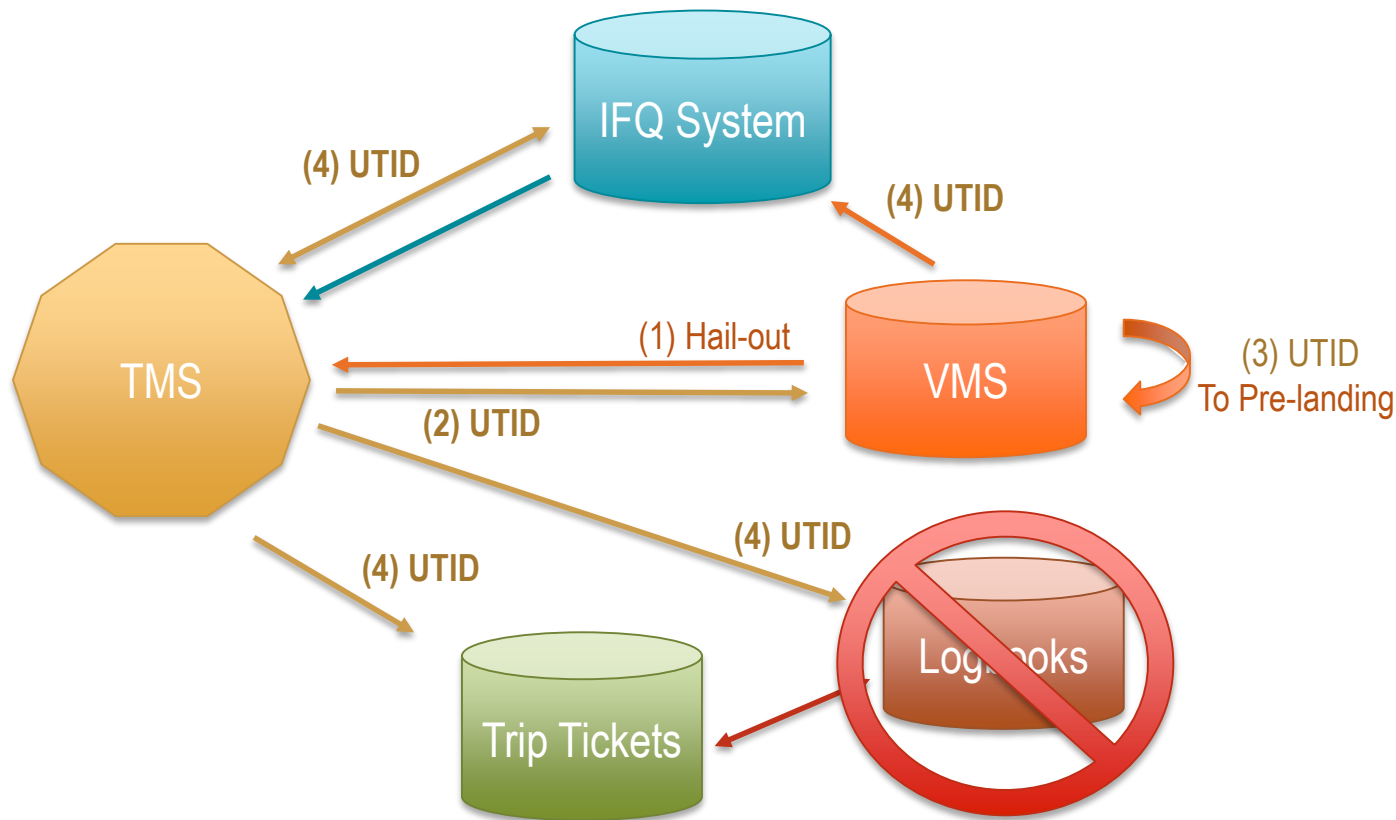 IFQ System
(4) UTID
(4) UTID
(1) Hail-out
TMS
VMS
(3) UTID
To Pre-landing
(2) UTID
(4) UTID
(4) UTID
Logbooks
Trip Tickets